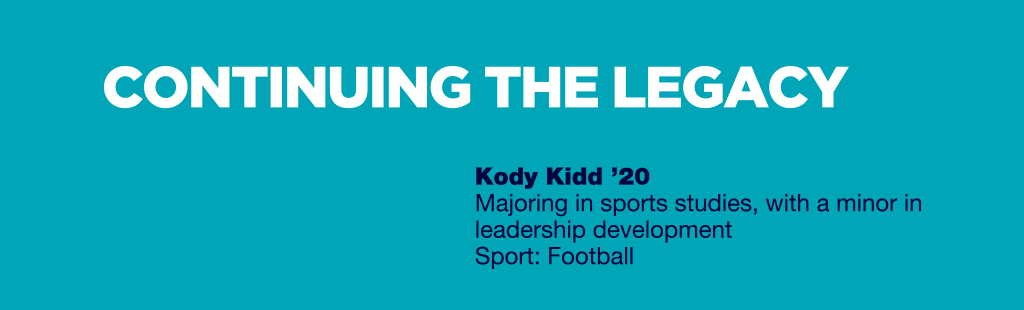 CONTINUING THE LEGACY
Kody Kidd ’20
Majoring in sports studies, with a minor in
leadership development
Sport: Football